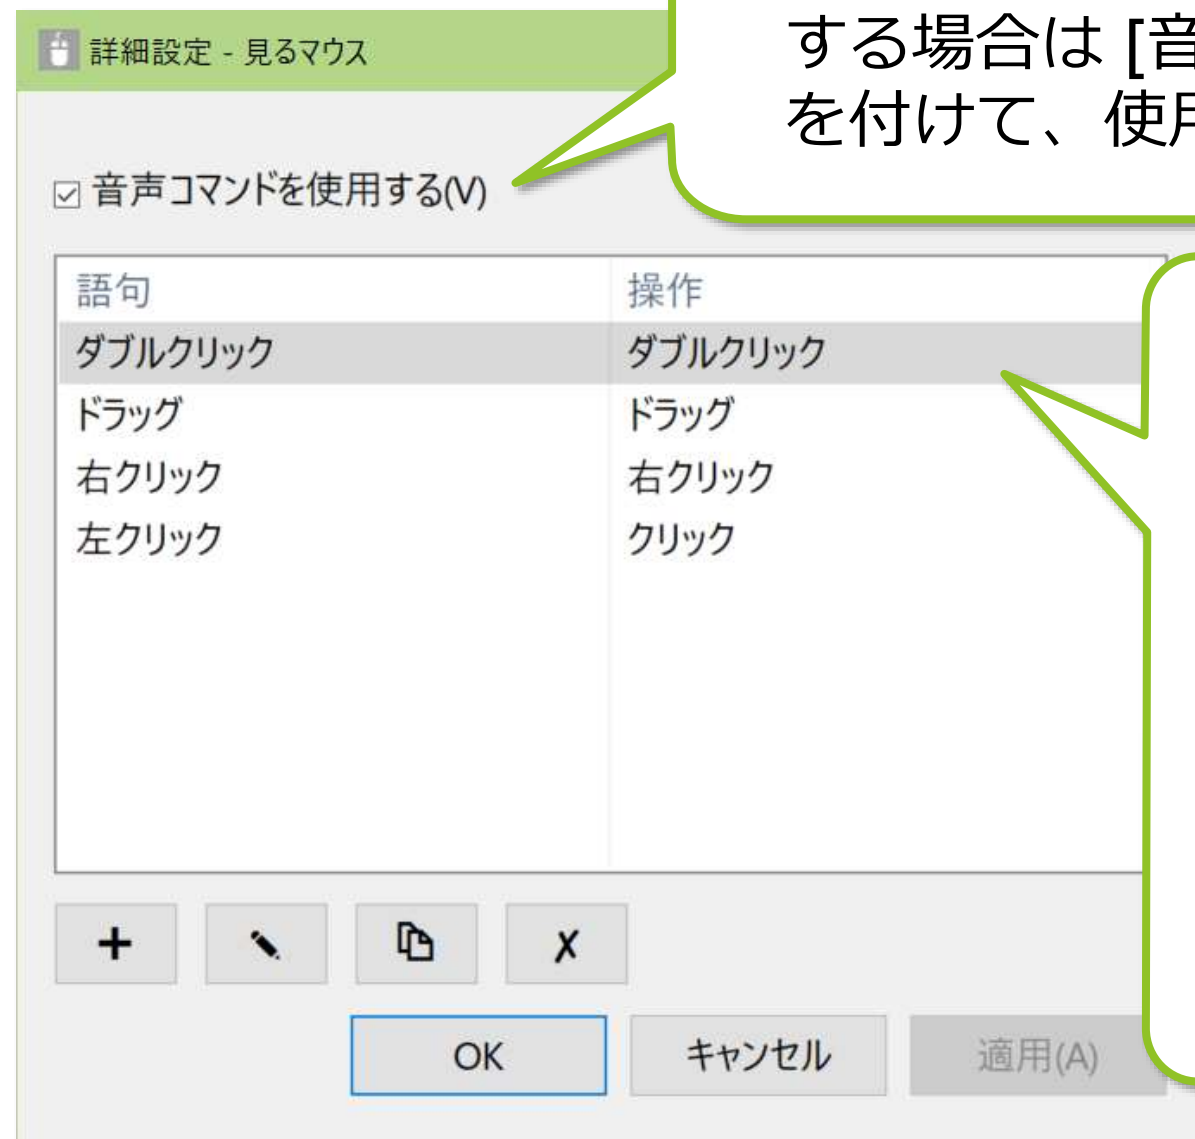 詳細設定 - 見るマウス
する場合は [音
を付けて、使用
音声コマンドを使用する(V)
語句 操作
ダブルクリック ダブルクリック
ドラッグ ドラッグ
右クリック 右クリック
左クリック クリック
OK キャンセル 適用(A)